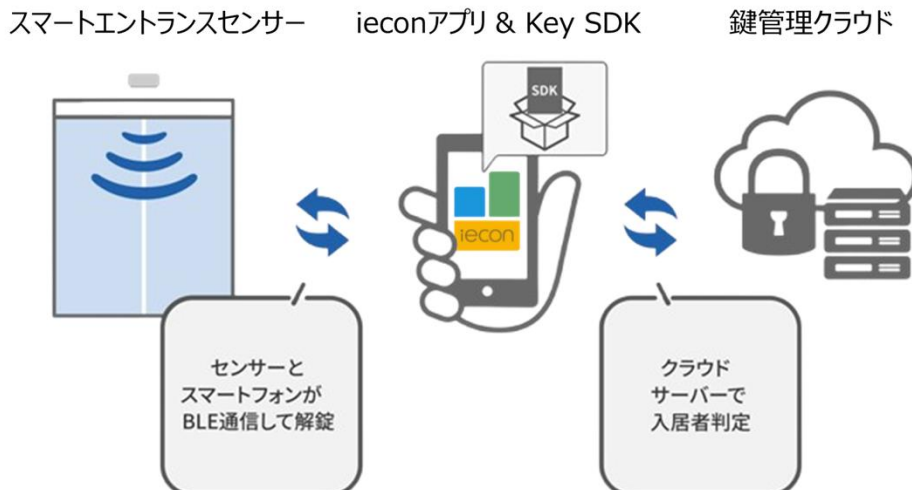 スマートエントランスセンサー
ieconアプリ & Key SDK
鍵管理クラウド
SDK
iecon
センサーと
スマートフォンが
BLE通信して解錠
クラウド
サーバーで
入居者判定